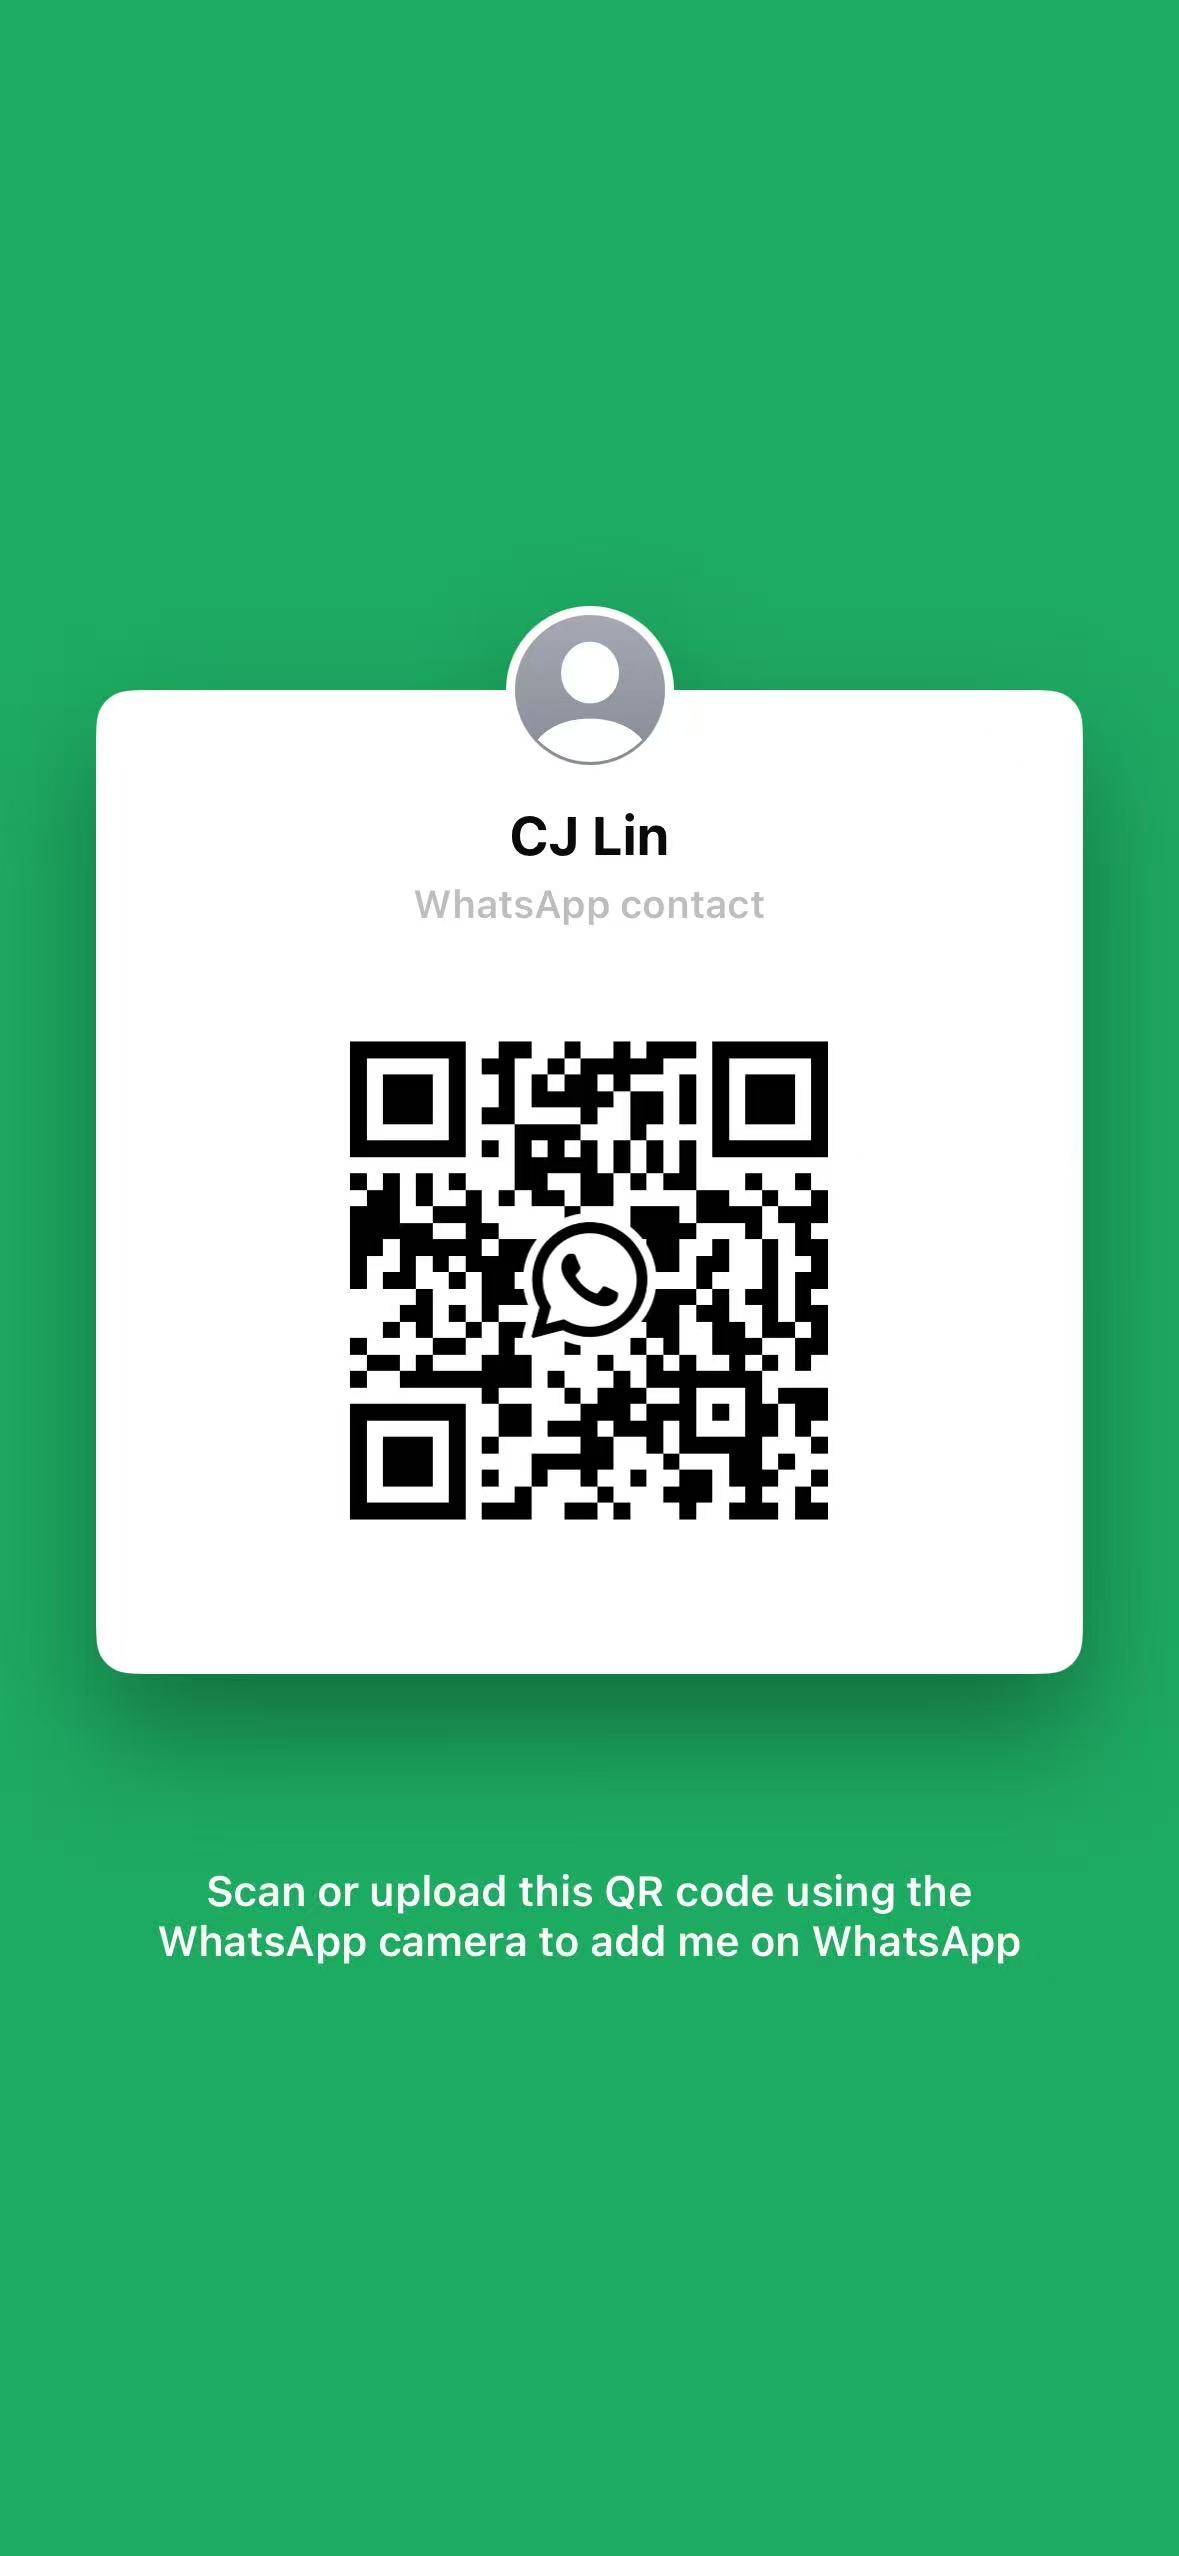 CJ Lin
WhatsApp contact
Scan or upload this QR code using the
WhatsApp camera to add me on WhatsApp